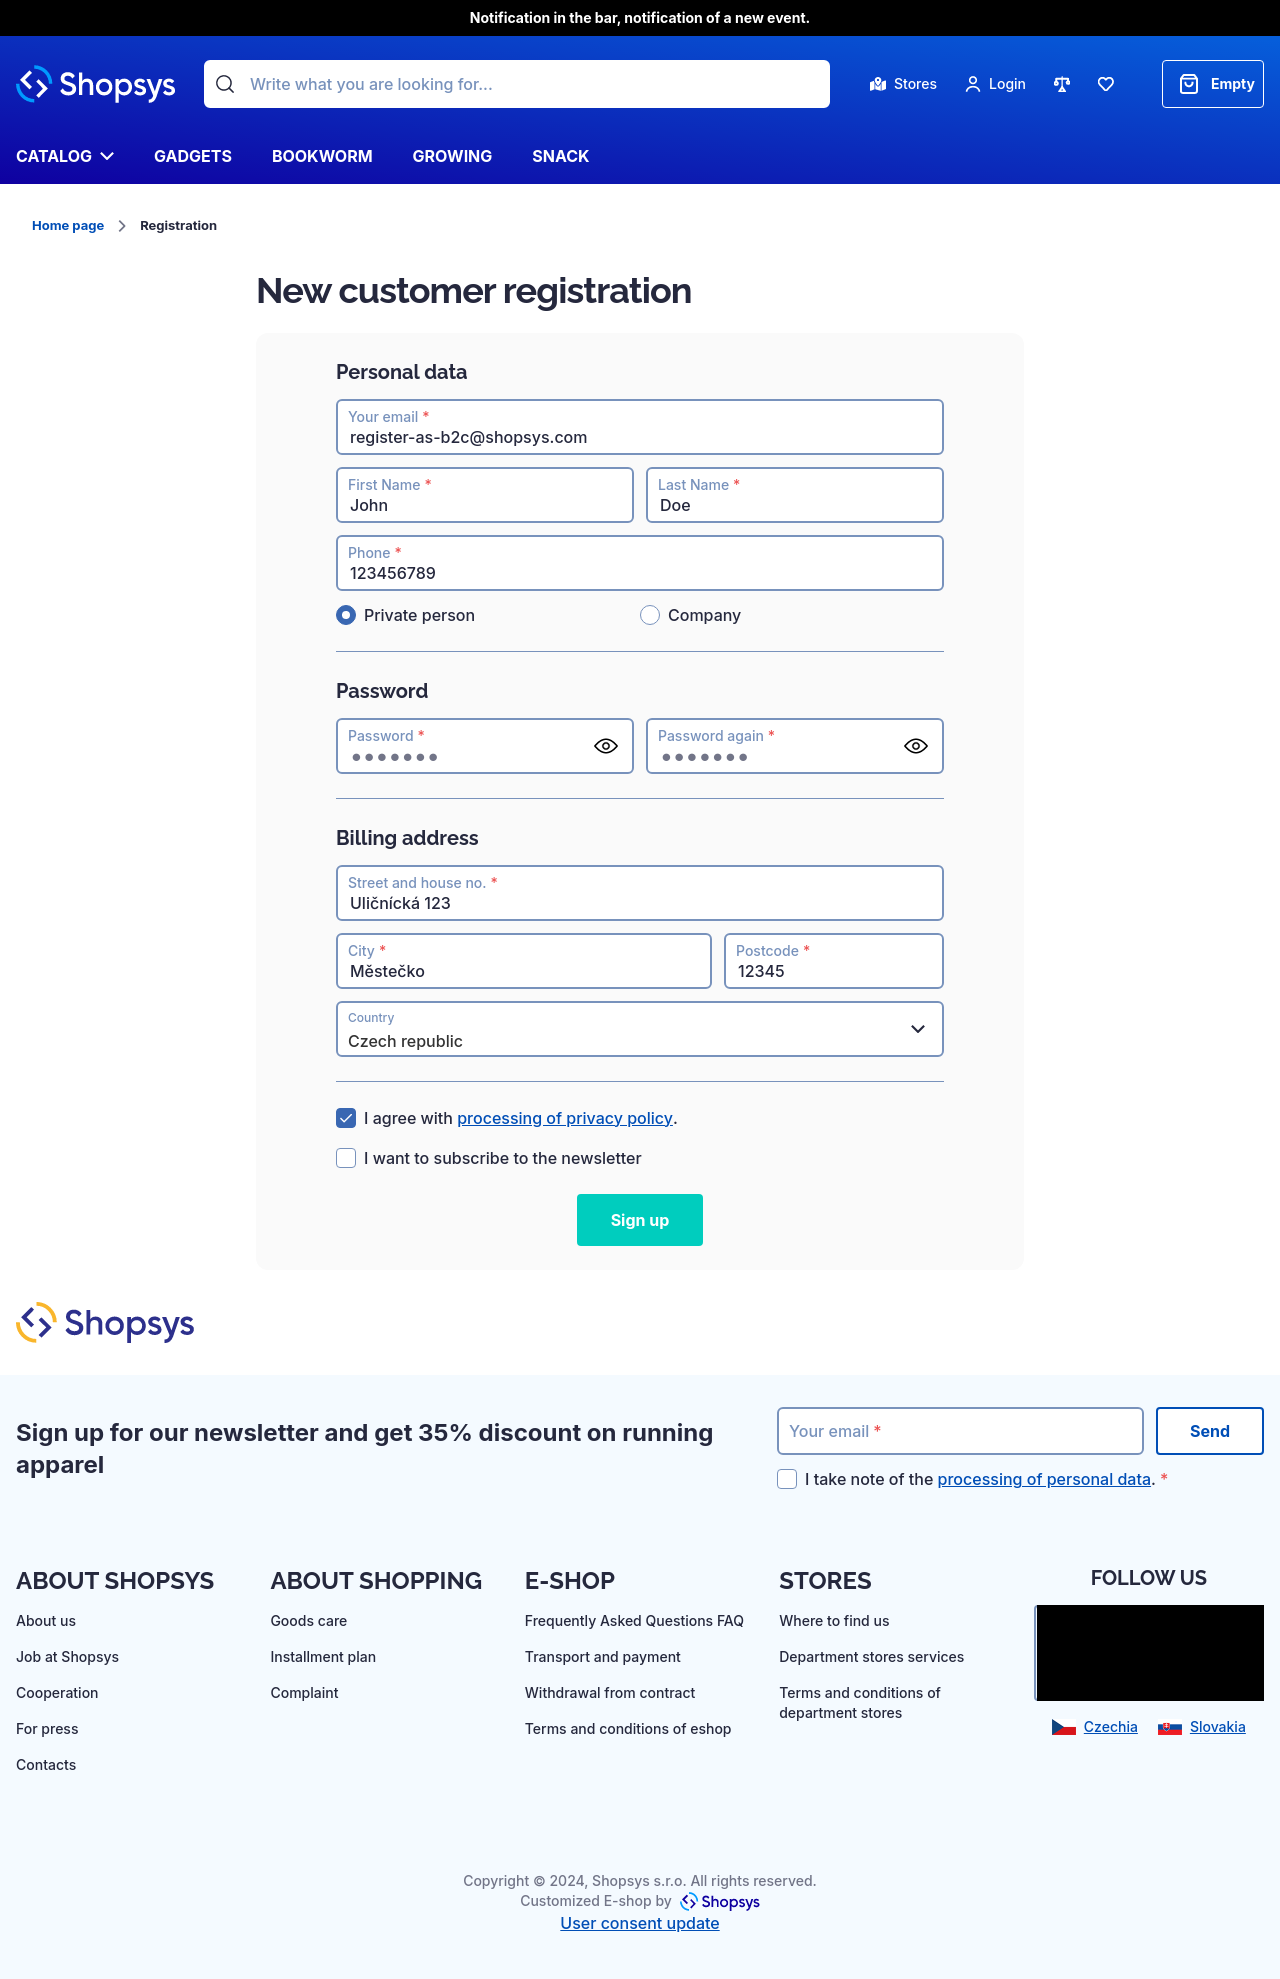 Notification in the bar, notification of a new event.
Shopsys
Write what you are looking for...
Stores
Login
Empty
CATALOG
GADGETS
BOOKWORM
GROWING
SNACK
Home page
Registration
New customer registration
Personal data
Your email *
register-as-b2c@shopsys.com
First Name *
John
Last Name *
Doe
Phone *
123456789
Private person
Company
Password
Password *
●●●●●●●
Password again *
●●●●●●●
Billing address
Street and house no. *
Uličnícká 123
City *
Městečko
Postcode *
12345
Country
Czech republic
I agree with processing of privacy policy.
I want to subscribe to the newsletter
Sign up
Shopsys
Sign up for our newsletter and get 35% discount on running
apparel
Your email *
Send
I take note of the processing of personal data. *
ABOUT SHOPSYS
About us
Job at Shopsys
Cooperation
For press
Contacts
ABOUT SHOPPING
Goods care
Installment plan
Complaint
E-SHOP
Frequently Asked Questions FAQ
Transport and payment
Withdrawal from contract
Terms and conditions of eshop
STORES
Where to find us
Department stores services
Terms and conditions of
department stores
FOLLOW US
Czechia
Slovakia
Copyright © 2024, Shopsys s.r.o. All rights reserved.
Customized E-shop by Shopsys
User consent update